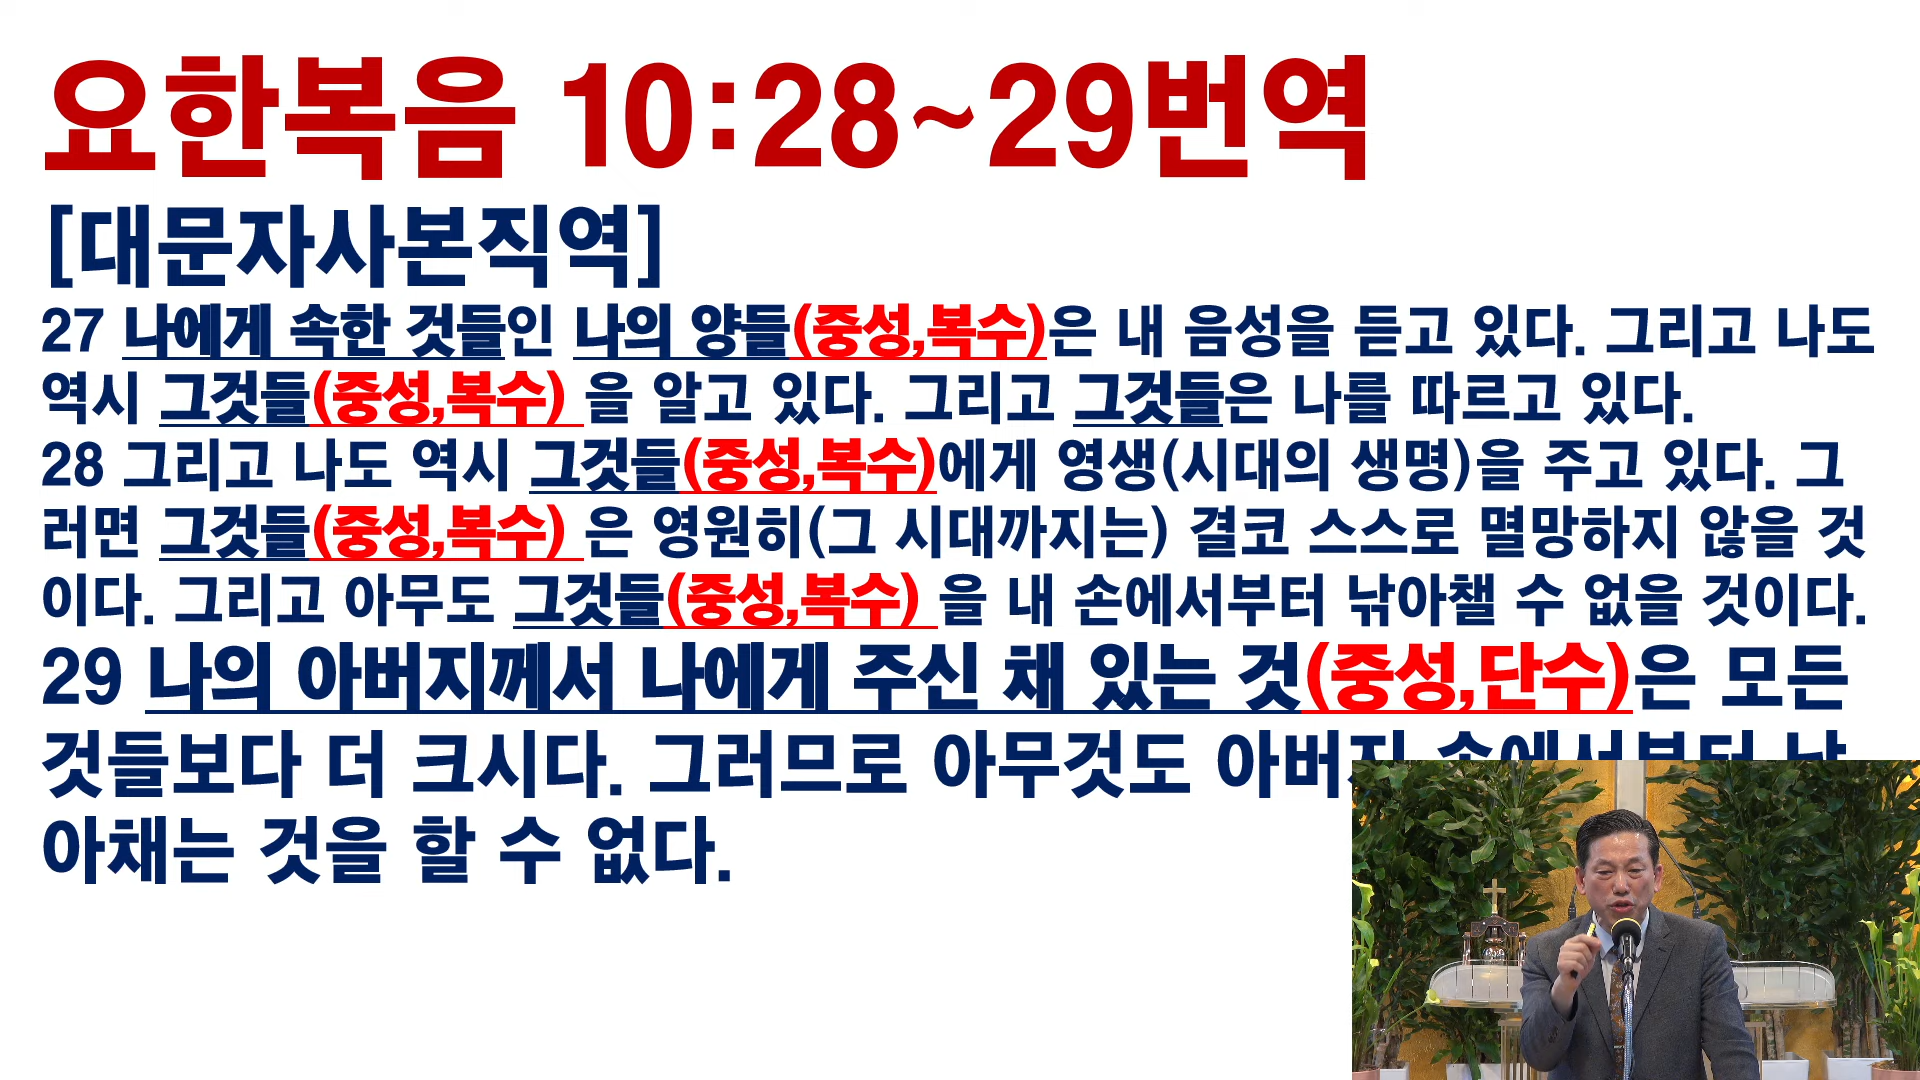 요한복음 10:28~29번역
[대문자사본직역]
27 나에게 속한 것들인 나의 양들(중성,복수)은 내 음성을 듣고 있다. 그리고 나도
역시 그것들(중성,복수) 을 알고 있다. 그리고 그것들은 나를 따르고 있다.
28 그리고 나도 역시 그것들(중성,복수)에게 영생(시대의 생명)을 주고 있다. 그
러면 그것들(중성,복수) 은 영원히(그 시대까지는) 결코 스스로 멸망하지 않을 것
이다. 그리고 아무도 그것들(중성,복수) 을 내 손에서부터 낚아챌 수 없을 것이다.
29 나의 아버지께서 나에게 주신 채 있는 것(중성,단수)은 모든
것들보다 더 크시다. 그러므로 아무것도 아버지 손에서부터 낚
아채는 것을 할 수 없다.